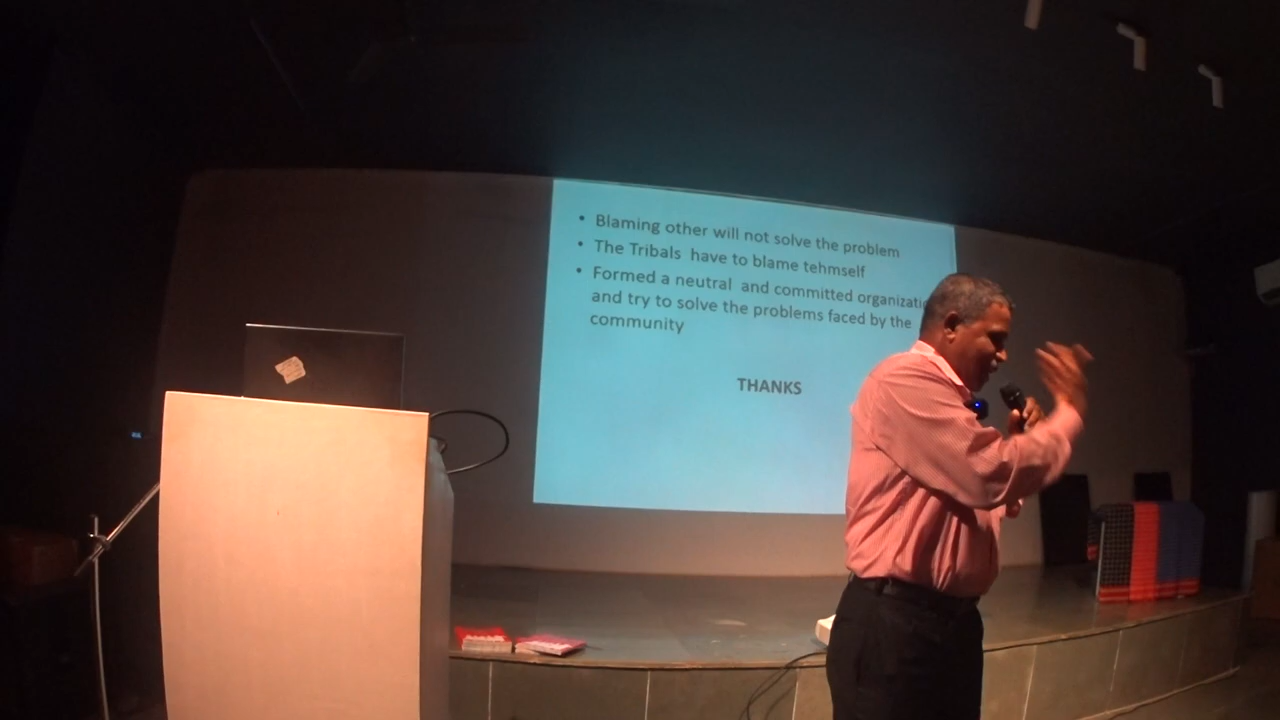 • Blaming other will not solve the problem
• The Tribals have to blame tehmself
• Formed a neutral and committed
and try to solve the problems faced by the
community
THANKS